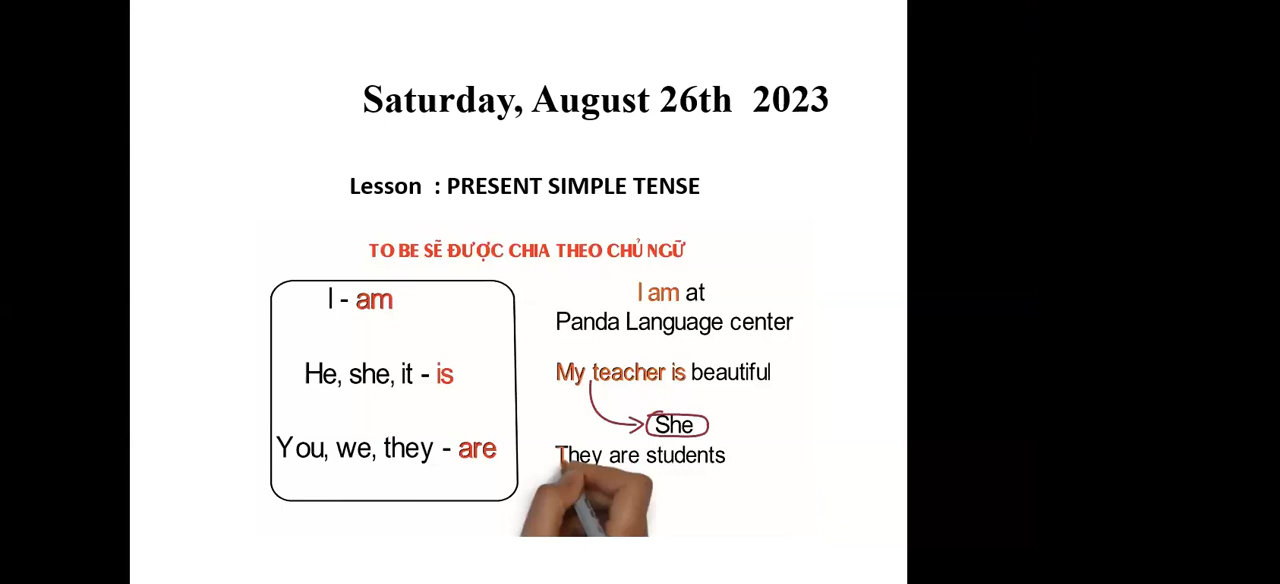 Saturday, August 26th 2023
Lesson : PRESENT SIMPLE TENSE
TO BE SẼ ĐƯỢC CHIA THEO CHỦ NGỮ
I - am
He, she, it - is
You, we, they - are
I am at
Panda Language center
My teacher is beautiful
She
They are students